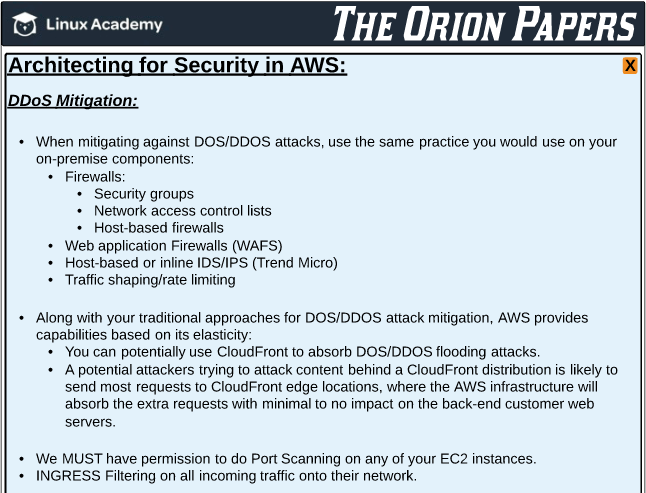 Linux Academy
THE ORION PAPERS
Architecting for Security in AWS:
X
DDoS Mitigation:
• When mitigating against DOS/DDOS attacks, use the same practice you would use on your
on-premise components:
• Firewalls:
• Security groups
• Network access control lists
• Host-based firewalls
• Web application Firewalls (WAFS)
• Host-based or inline IDS/IPS (Trend Micro)
• Traffic shaping/rate limiting
• Along with your traditional approaches for DOS/DDOS attack mitigation, AWS provides
capabilities based on its elasticity:
• You can potentially use CloudFront to absorb DOS/DDOS flooding attacks.
• A potential attackers trying to attack content behind a CloudFront distribution is likely to
send most requests to CloudFront edge locations, where the AWS infrastructure will
absorb the extra requests with minimal to no impact on the back-end customer web
servers.
• We MUST have permission to do Port Scanning on any of your EC2 instances.
• INGRESS Filtering on all incoming traffic onto their network.